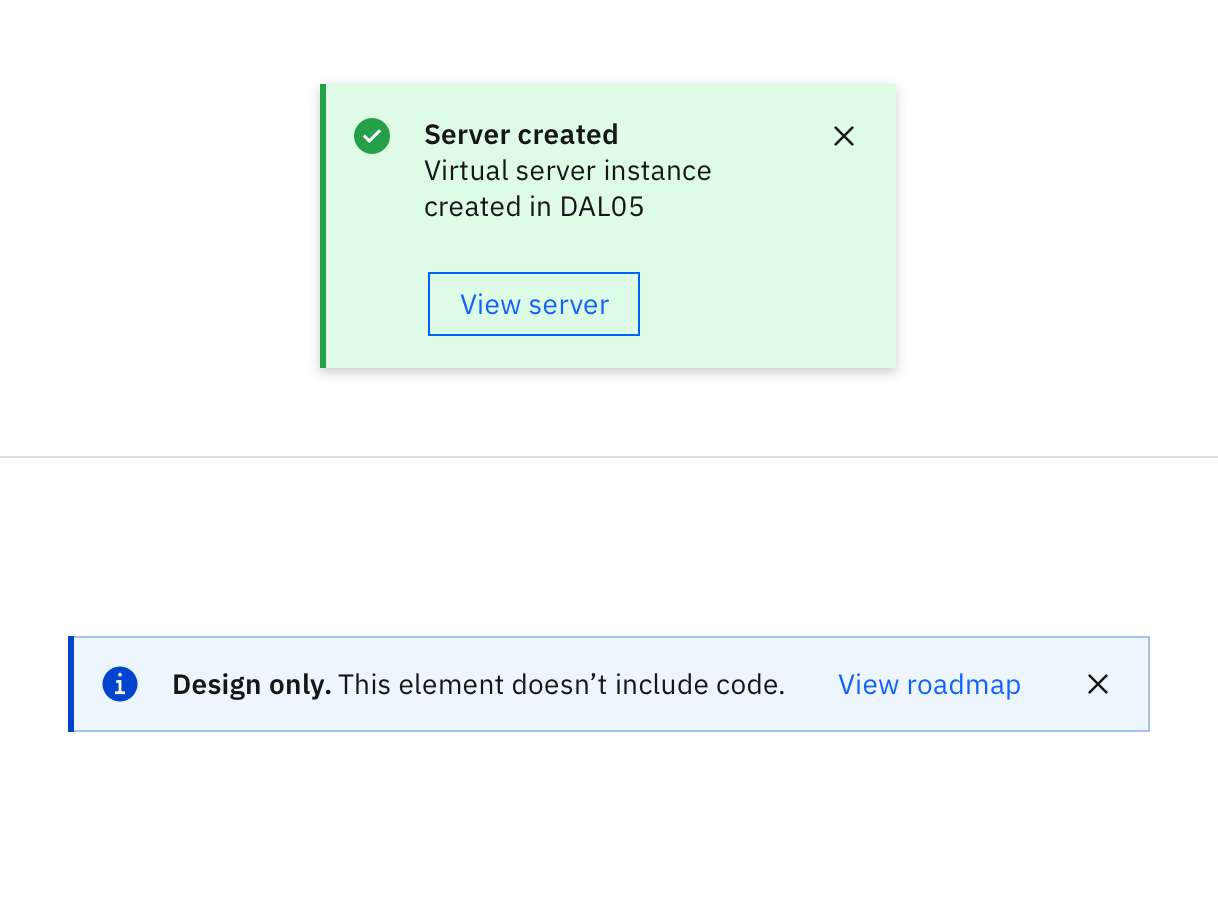 Server created
Virtual server instance
created in DAL05
View server
Design only. This element doesn’t include code. View roadmap